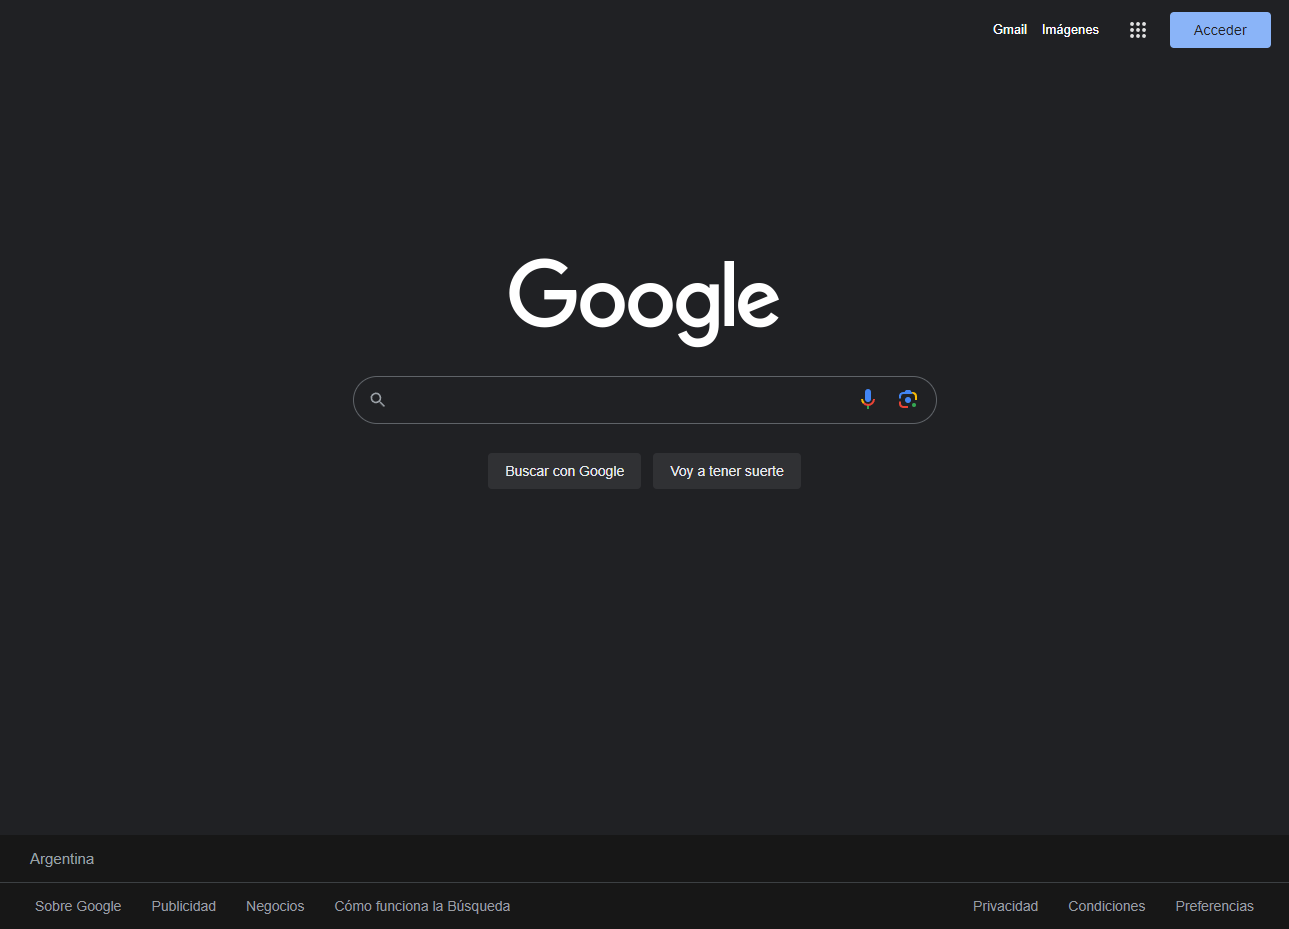 Gmail Imágenes Acceder
Google
Buscar con Google Voy a tener suerte
Argentina
Sobre Google Publicidad Negocios Cómo funciona la Búsqueda Privacidad Condiciones Preferencias